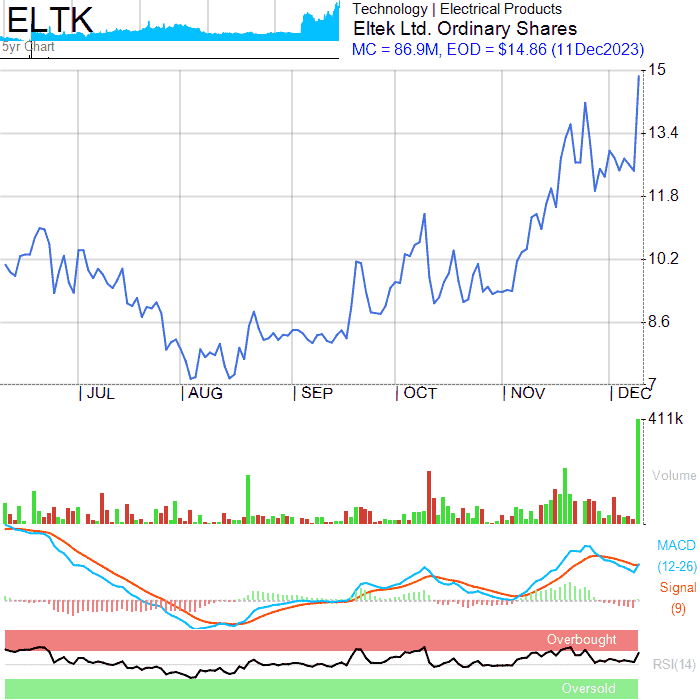 ELTK
5yr Chart
Technology | Electrical Products
Eltek Ltd. Ordinary Shares
MC = 86.9M, EOD = $14.86 (11Dec2023)
15
13.4
11.8
10.2
8.6
7
JUL AUG SEP OCT NOV DEC
411k
Volume
MACD
(12-26)
Signal
(9)
Overbought
RSI(14)
Oversold